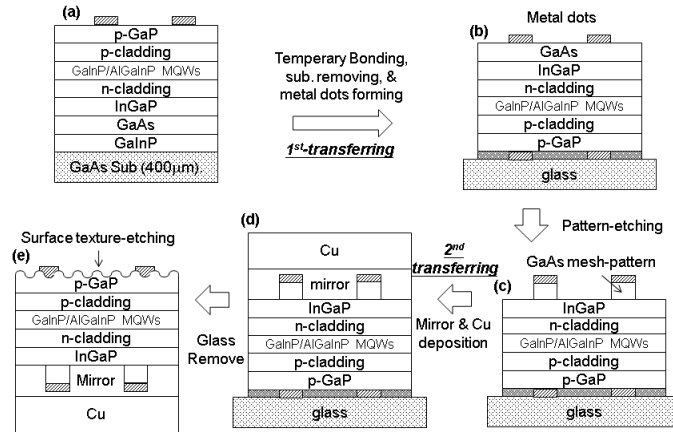 (a)
p-GaP
p-cladding
GaInP/AlGaInP MQWs
n-cladding
InGaP
GaAs
GaInP
GaAs Sub (400μm).
Temperary Bonding,
sub. removing, &
metal dots forming
1st-transferring
Metal dots
(b)
GaAs
InGaP
n-cladding
GaInP/AlGaInP MQWs
p-cladding
p-GaP
glass
Pattern-etching
GaAs mesh-pattern
(c)
InGaP
n-cladding
GaInP/AlGaInP MQWs
p-cladding
p-GaP
glass
2nd
transferring
Mirror & Cu
deposition
(d)
Cu
mirror
InGaP
n-cladding
GaInP/AlGaInP MQWs
p-cladding
p-GaP
glass
Glass
Remove
Surface texture-etching
(e)
p-GaP
p-cladding
GaInP/AlGaInP MQWs
n-cladding
InGaP
Mirror
Cu